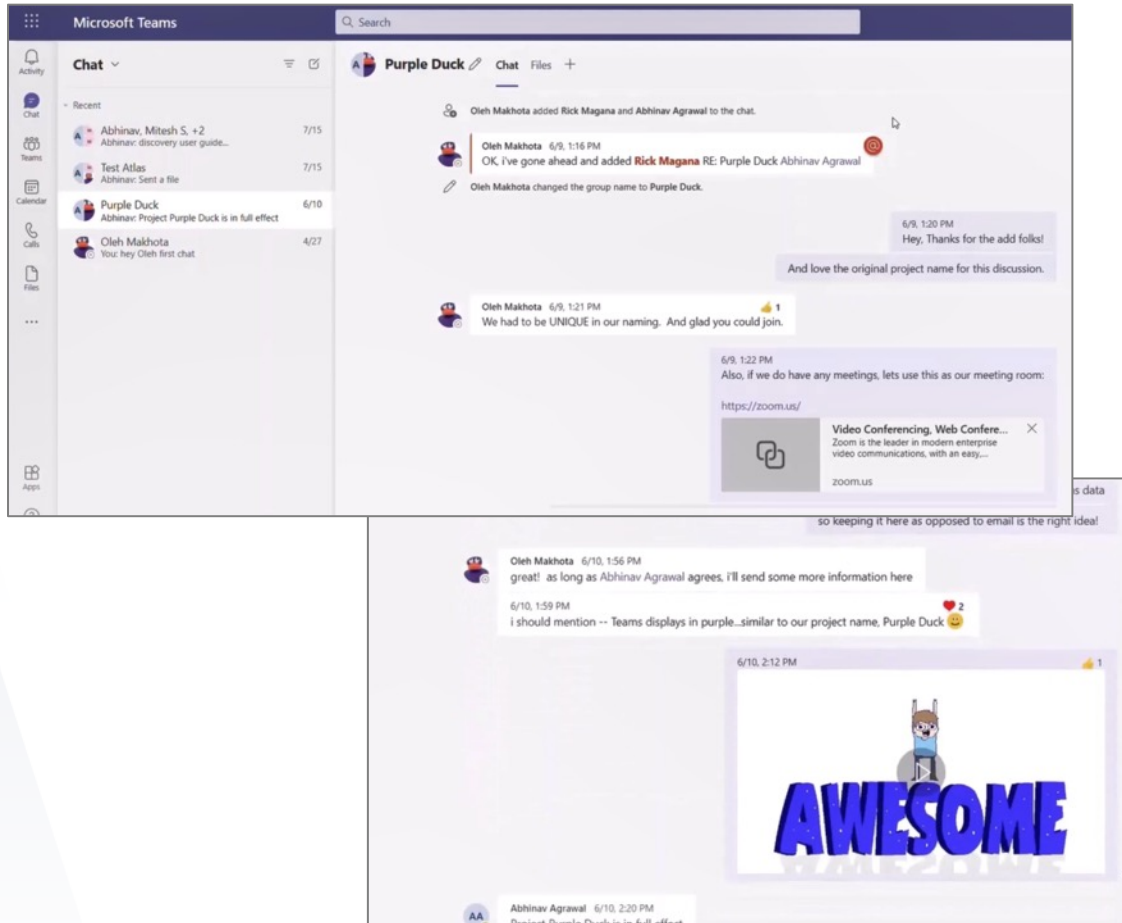 Microsoft Teams
Search
Activity
Chat
Teams
Calendar
Calls
Files
Apps
Chat
Recent
Abhinav, Mitesh S, +2 7/15
Abhinav: discovery user guide...
Test Atlas 7/15
Abhinav: Sent a file
Purple Duck 6/10
Abhinav: Project Purple Duck is in full effect
Oleh Makhota 4/27
You: hey Oleh first chat
Purple Duck Chat Files +
Oleh Makhota added Rick Magana and Abhinav Agrawal to the chat.
Oleh Makhota 6/9, 1:16 PM
OK, i've gone ahead and added Rick Magana RE: Purple Duck Abhinav Agrawal
Oleh Makhota changed the group name to Purple Duck.
6/9, 1:20 PM
Hey, Thanks for the add folks!
And love the original project name for this discussion.
Oleh Makhota 6/9, 1:21 PM 👍 1
We had to be UNIQUE in our naming. And glad you could join.
6/9, 1:22 PM
Also, if we do have any meetings, lets use this as our meeting room:
https://zoom.us/
Video Conferencing, Web Confere...
Zoom is the leader in modern enterprise
video communications, with an easy,...
zoom.us
data
so keeping it here as opposed to email is the right idea!
Oleh Makhota 6/10, 1:56 PM
great! as long as Abhinav Agrawal agrees, i'll send some more information here
6/10, 1:59 PM ❤️ 2
i should mention -- Teams displays in purple...similar to our project name, Purple Duck 😀
6/10, 2:12 PM 👍 1
AWESOME
AA
Abhinav Agrawal 6/10, 2:20 PM
Project Purple Duck is in full effect